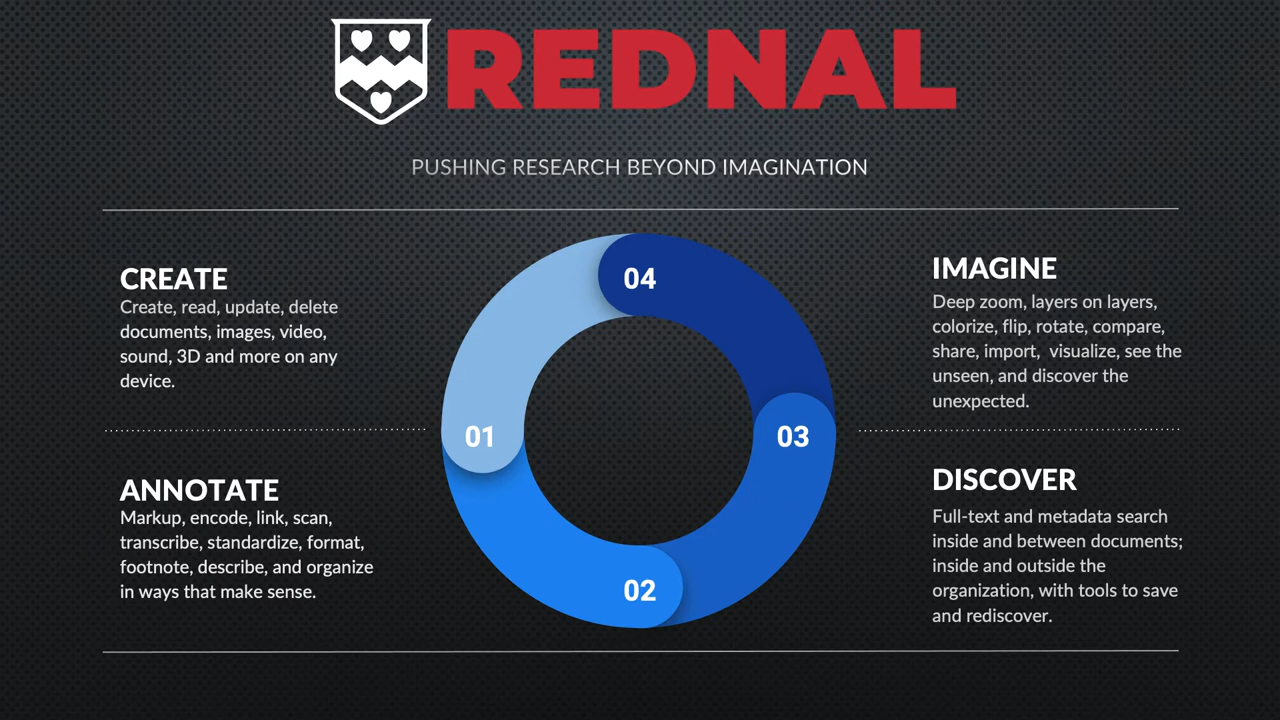 REDNAL
PUSHING RESEARCH BEYOND IMAGINATION
CREATE
Create, read, update, delete
documents, images, video,
sound, 3D and more on any
device.
ANNOTATE
Markup, encode, link, scan,
transcribe, standardize, format,
footnote, describe, and organize
in ways that make sense.
04
01
03
02
IMAGINE
Deep zoom, layers on layers,
colorize, flip, rotate, compare,
share, import,  visualize, see the
unseen, and discover the
unexpected.
DISCOVER
Full-text and metadata search
inside and between documents;
inside and outside the
organization, with tools to save
and rediscover.